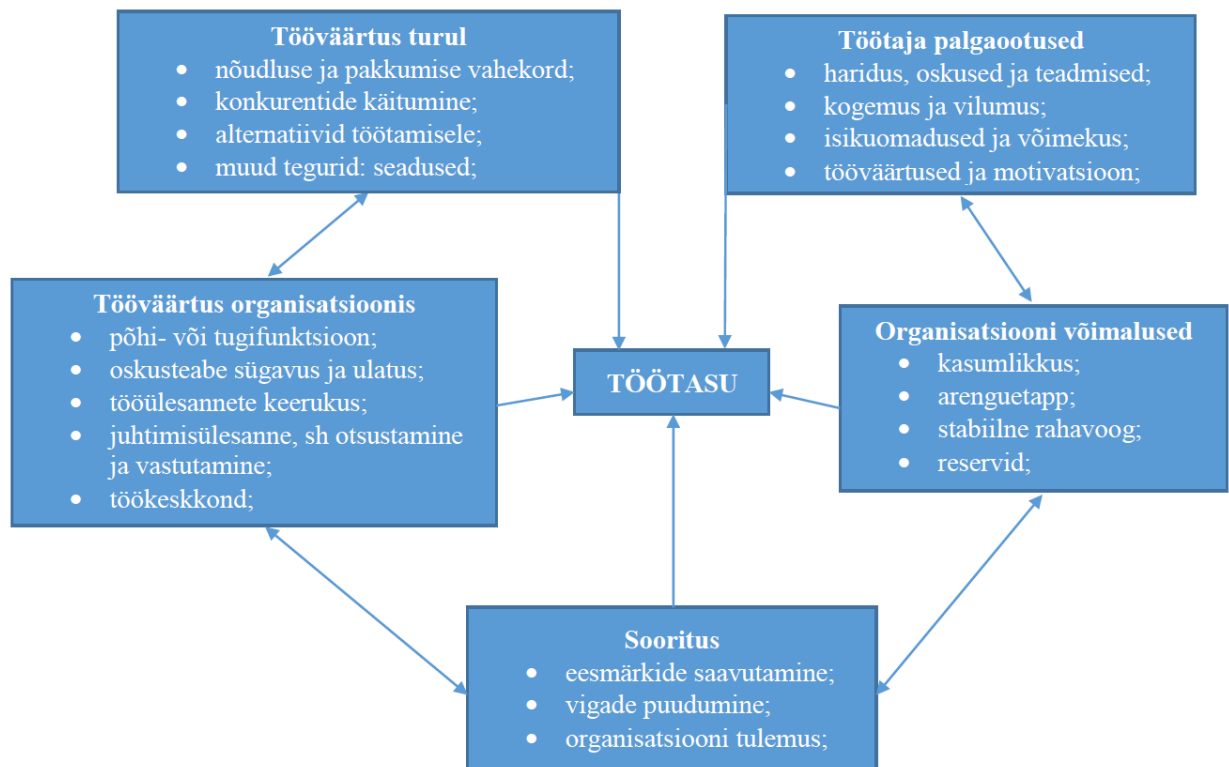 Tööväärtus turul
• nõudluse ja pakkumise vahekord;
• konkurentide käitumine;
• alternatiivid töötamisele;
• muud tegurid: seadused;
Töötaja palgaootused
• haridus, oskused ja teadmised;
• kogemus ja vilumus;
• isikuomadused ja võimekus;
• tööväärtused ja motivatsioon;
Tööväärtus organisatsioonis
• põhi- või tugifunktsioon;
• oskusteabe sügavus ja ulatus;
• tööülesannete keerukus;
• juhtimisülesanne, sh otsustamine
ja vastutamine;
• töökeskkond;
TÖÖTASU
Organisatsiooni võimalused
• kasumlikkus;
• arenguetapp;
• stabiilne rahavoog;
• reservid;
Sooritus
• eesmärkide saavutamine;
• vigade puudumine;
• organisatsiooni tulemus;